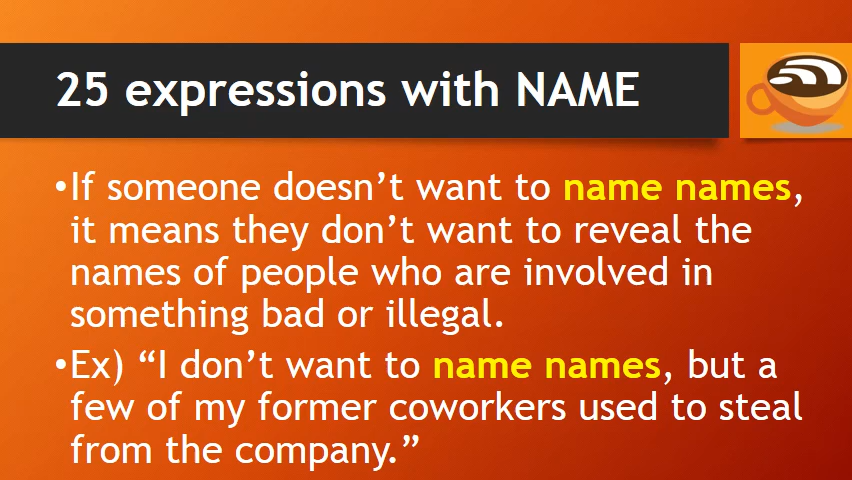 25 expressions with NAME
•If someone doesn’t want to name names,
it means they don’t want to reveal the
names of people who are involved in
something bad or illegal.
•Ex) “I don’t want to name names, but a
few of my former coworkers used to steal
from the company.”